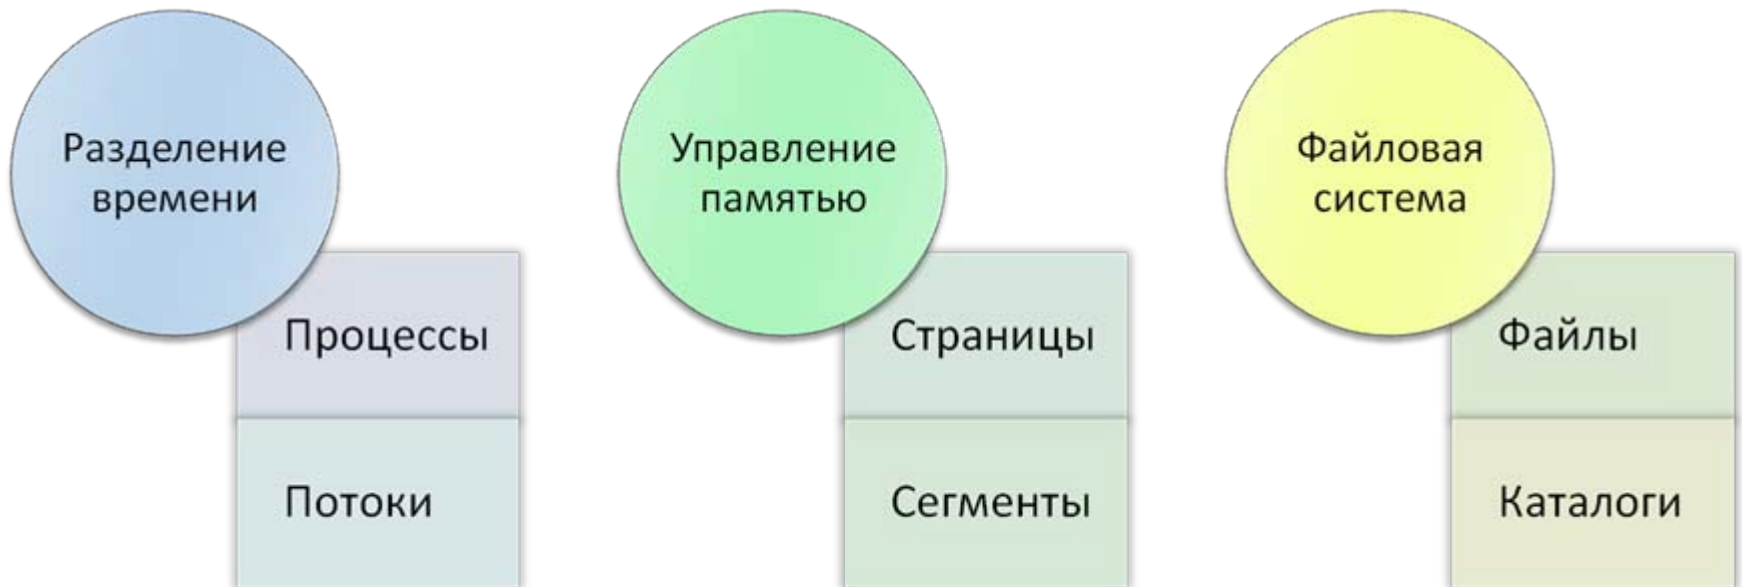 Разделение
времени
Процессы
Потоки
Управление
памятью
Страницы
Сегменты
Файловая
система
Файлы
Каталоги